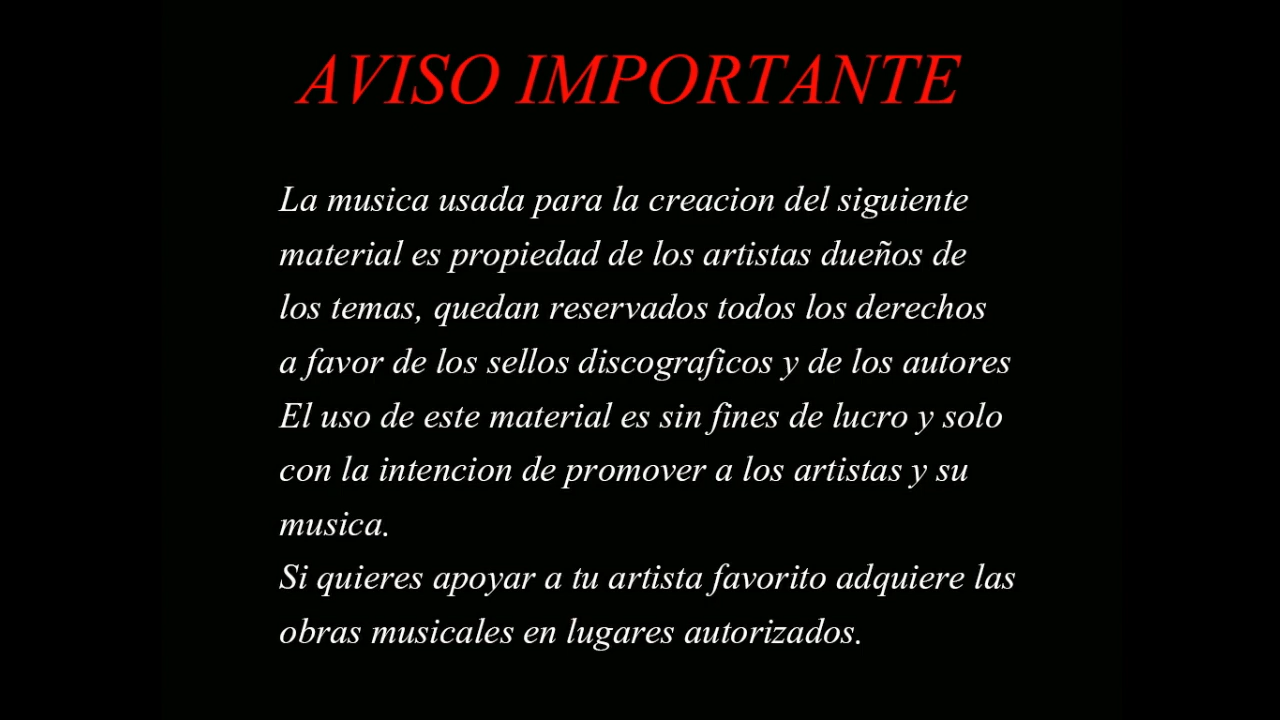 AVISO IMPORTANTE
La musica usada para la creacion del siguiente
material es propiedad de los artistas dueños de
los temas, quedan reservados todos los derechos
a favor de los sellos discograficos y de los autores
El uso de este material es sin fines de lucro y solo
con la intencion de promover a los artistas y su
musica.
Si quieres apoyar a tu artista favorito adquiere las
obras musicales en lugares autorizados.